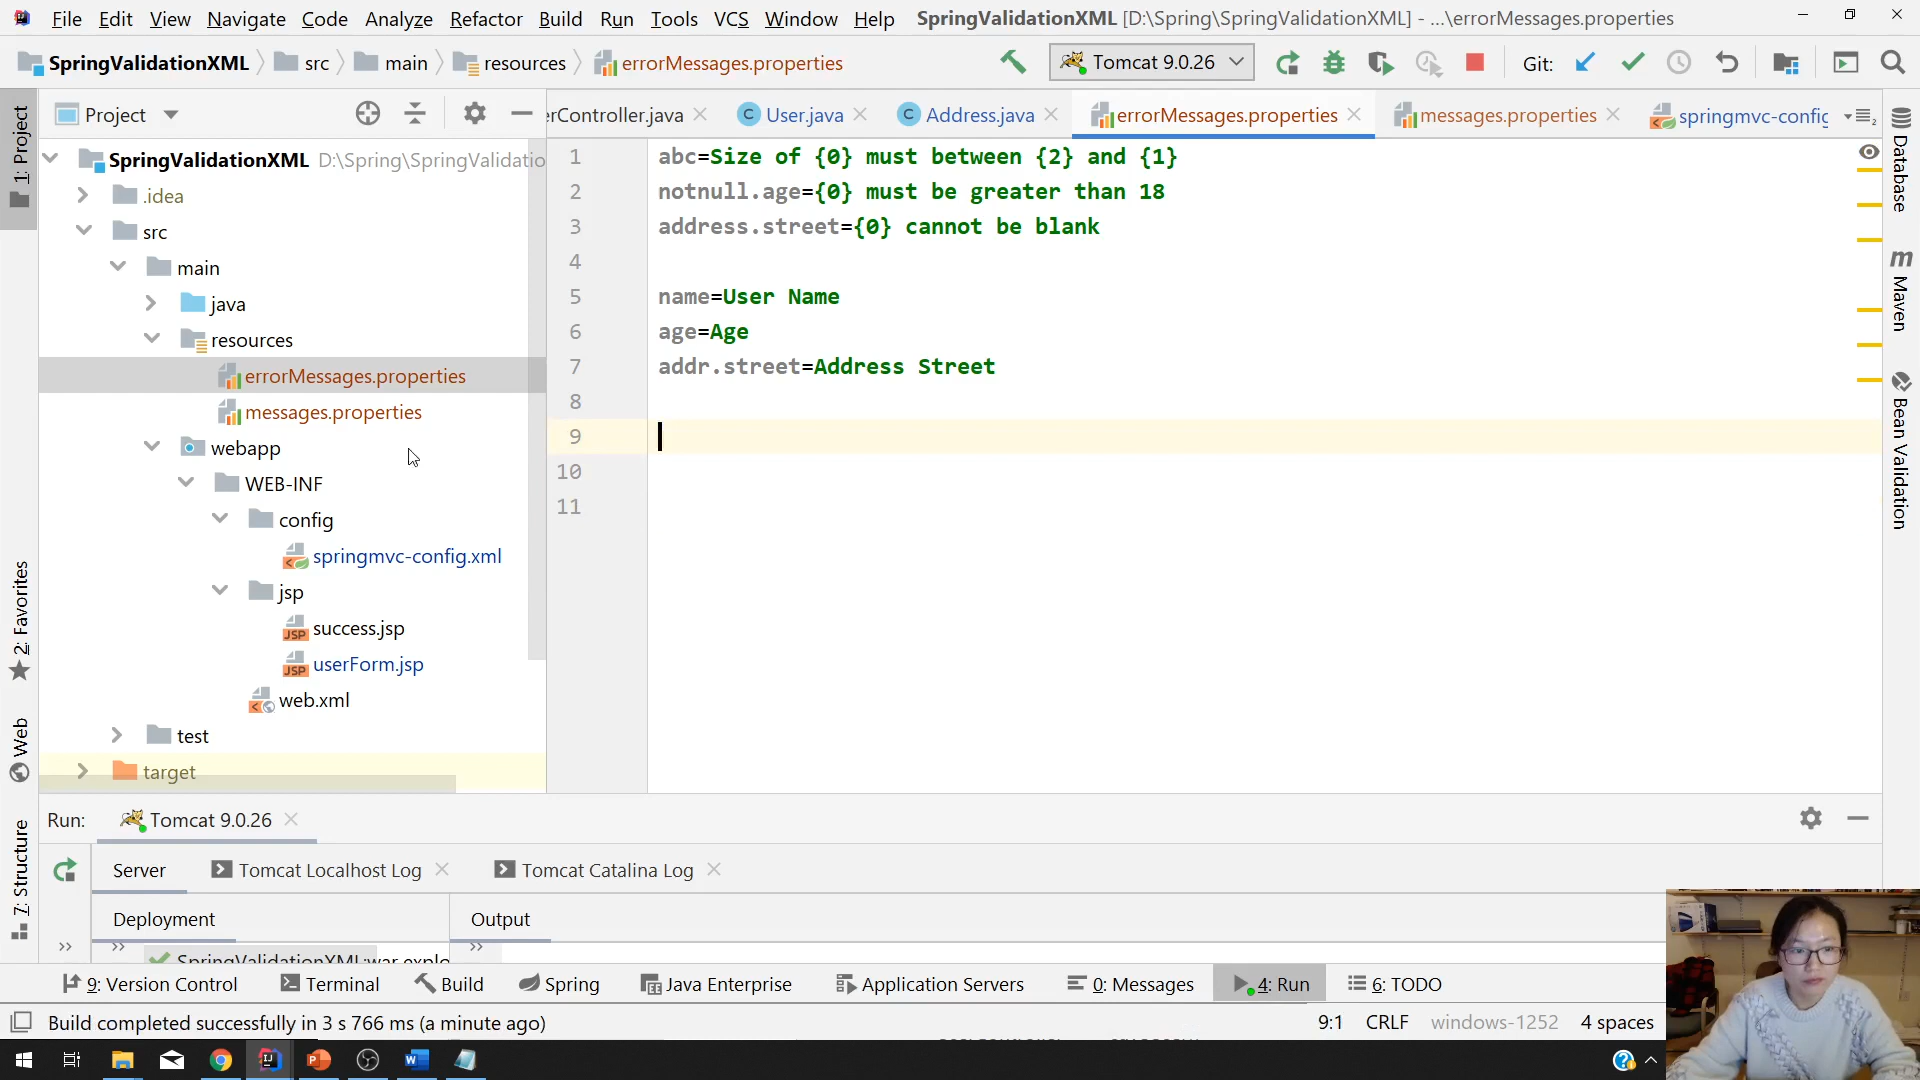 File Edit View Navigate Code Analyze Refactor Build Run Tools VCS Window Help SpringValidationXML [D:\Spring\SpringValidationXML] - ...\errorMessages.properties
SpringValidationXML src main resources errorMessages.properties
Tomcat 9.0.26
Git:
1: Project
Project
erController.java User.java Address.java errorMessages.properties messages.properties springmvc-config
SpringValidationXML D:\Spring\SpringValidatio
.idea
src
main
java
resources
errorMessages.properties
messages.properties
webapp
WEB-INF
config
springmvc-config.xml
jsp
JSP success.jsp
JSP userForm.jsp
web.xml
test
target
1 abc=Size of {0} must between {2} and {1}
2 notnull.age={0} must be greater than 18
3 address.street={0} cannot be blank
4
5 name=User Name
6 age=Age
7 addr.street=Address Street
8
9
10
11
Database
m Maven
Bean Validation
2: Favorites
Web
7: Structure
Run: Tomcat 9.0.26
Server Tomcat Localhost Log Tomcat Catalina Log
Deployment Output
SpringValidationXML:war explo
9: Version Control Terminal Build Spring Java Enterprise Application Servers 0: Messages 4: Run 6: TODO
Build completed successfully in 3 s 766 ms (a minute ago)
9:1 CRLF windows-1252 4 spaces